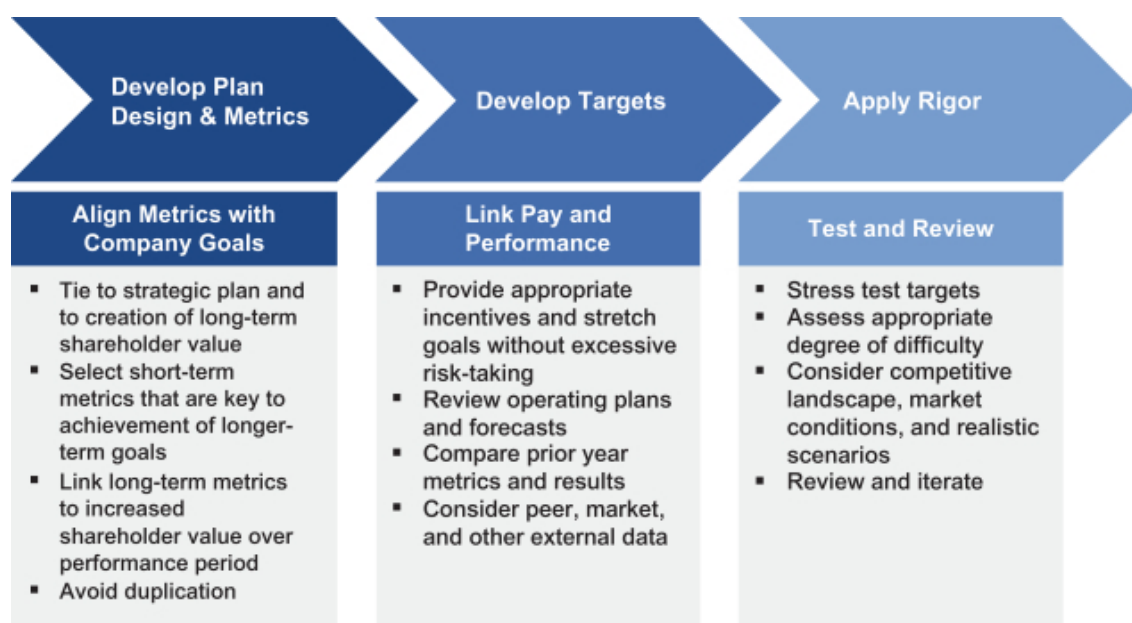 Develop Plan
Design & Metrics
Align Metrics with
Company Goals
▪ Tie to strategic plan and
to creation of long-term
shareholder value
▪ Select short-term
metrics that are key to
achievement of longer-
term goals
▪ Link long-term metrics
to increased
shareholder value over
performance period
▪ Avoid duplication
Develop Targets
Link Pay and
Performance
▪ Provide appropriate
incentives and stretch
goals without excessive
risk-taking
▪ Review operating plans
and forecasts
▪ Compare prior year
metrics and results
▪ Consider peer, market,
and other external data
Apply Rigor
Test and Review
▪ Stress test targets
▪ Assess appropriate
degree of difficulty
▪ Consider competitive
landscape, market
conditions, and realistic
scenarios
▪ Review and iterate